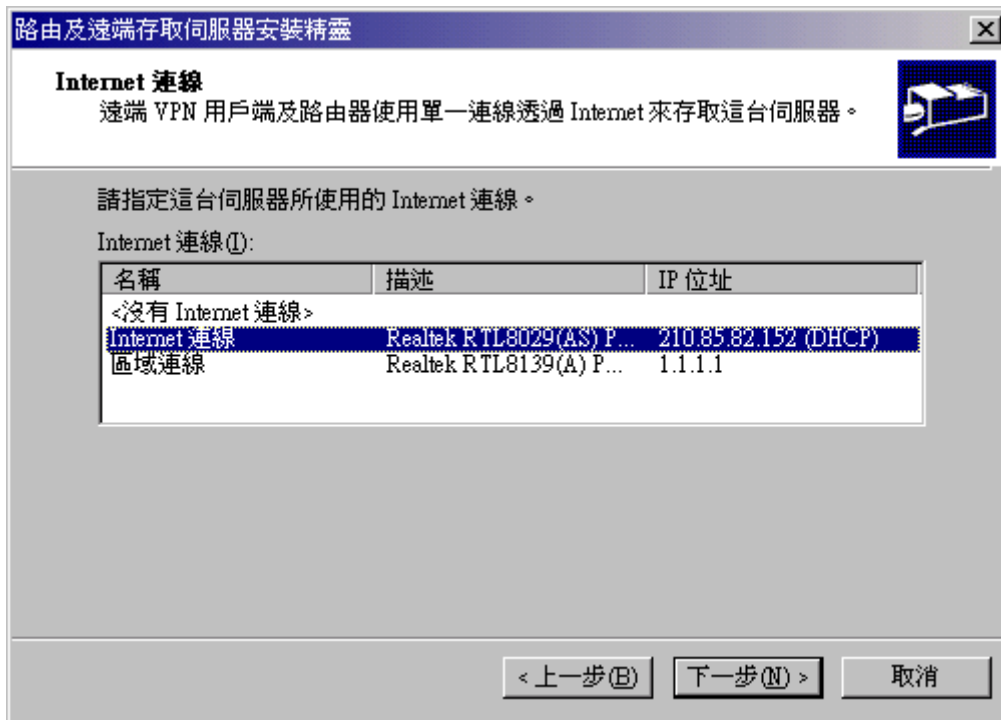 路由及遠端存取伺服器安裝精靈
Internet 連線
遠端 VPN 用戶端及路由器使用單一連線透過 Internet 來存取這台伺服器。
請指定這台伺服器所使用的 Internet 連線。
Internet 連線(I):
名稱 描述 IP 位址
<沒有 Internet 連線>
Internet 連線 Realtek RTL8029(AS) P... 210.85.82.152 (DHCP)
區域連線 Realtek RTL8139(A) P... 1.1.1.1
< 上一步(B) 下一步(N) > 取消